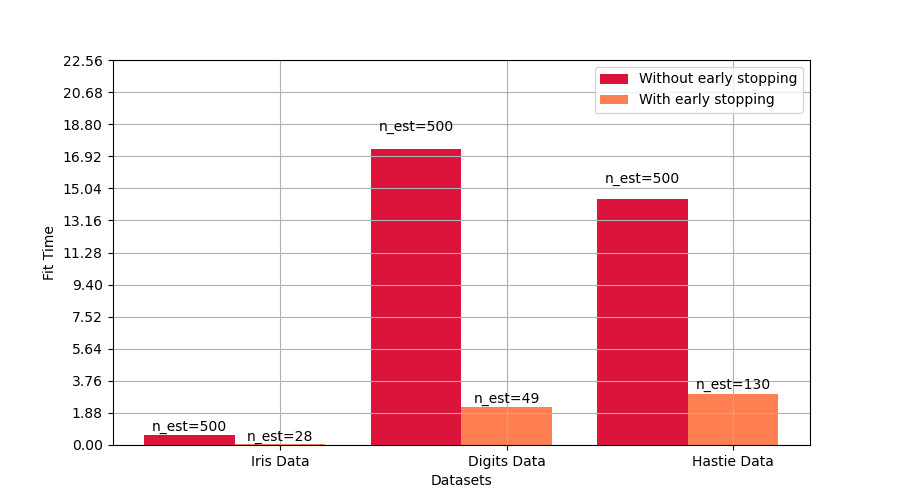 22.56
20.68
18.80
16.92
15.04
13.16
11.28
9.40
7.52
5.64
3.76
1.88
0.00
Fit Time
Without early stopping
With early stopping
n_est=500
n_est=28
n_est=500
n_est=49
n_est=500
n_est=130
Iris Data
Digits Data
Hastie Data
Datasets